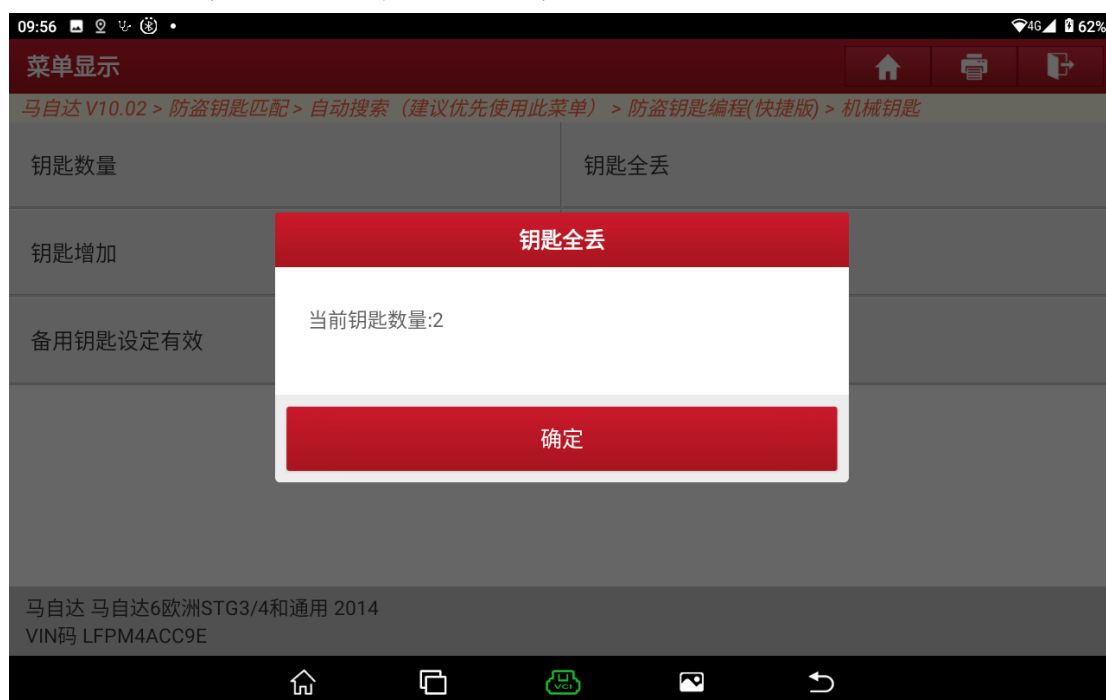 09:56
4G 62%
菜单显示
马自达 V10.02 > 防盗钥匙匹配 > 自动搜索（建议优先使用此菜单） > 防盗钥匙编程(快捷版) > 机械钥匙
钥匙数量
钥匙全丢
钥匙增加
钥匙全丢
当前钥匙数量:2
备用钥匙设定有效
确定
马自达 马自达6欧洲STG3/4和通用 2014
VIN码 LFPM4ACC9E
VCI